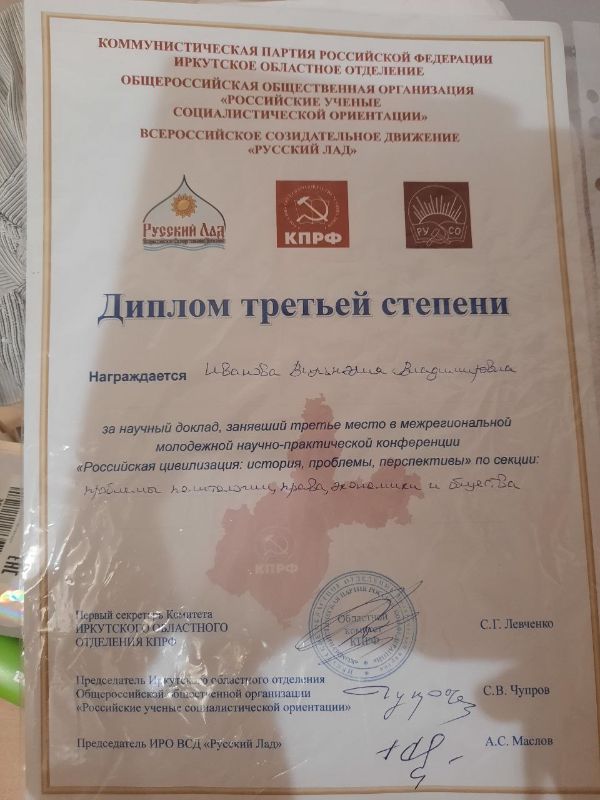 КОММУНИСТИЧЕСКАЯ ПАРТИЯ РОССИЙСКОЙ ФЕДЕРАЦИИ
ИРКУТСКОЕ ОБЛАСТНОЕ ОТДЕЛЕНИЕ
ОБЩЕРОССИЙСКАЯ ОБЩЕСТВЕННАЯ ОРГАНИЗАЦИЯ
«РОССИЙСКИЕ УЧЕНЫЕ
СОЦИАЛИСТИЧЕСКОЙ ОРИЕНТАЦИИ»
ВСЕРОССИЙСКОЕ СОЗИДАТЕЛЬНОЕ ДВИЖЕНИЕ
«РУССКИЙ ЛАД»
РУССКИЙ ЛАД
КПРФ
РУСО
Диплом третьей степени
Награждается Иванова Владимировна
за научный доклад, занявший третье место в межрегиональной
молодежной научно-практической конференции
«Российская цивилизация: история, проблемы, перспективы» по секции:
проблемы политологии, права, экономики и общества
КПРФ
Первый секретарь Комитета
ИРКУТСКОГО ОБЛАСТНОГО
ОТДЕЛЕНИЯ КПРФ
Областной
комитет
КПРФ
С.Г. Левченко
Председатель Иркутского областного отделения
Общероссийской общественной организации
«Российские ученые социалистической ориентации»
С.В. Чупров
Председатель ИРО ВСД «Русский Лад»
А.С. Маслов